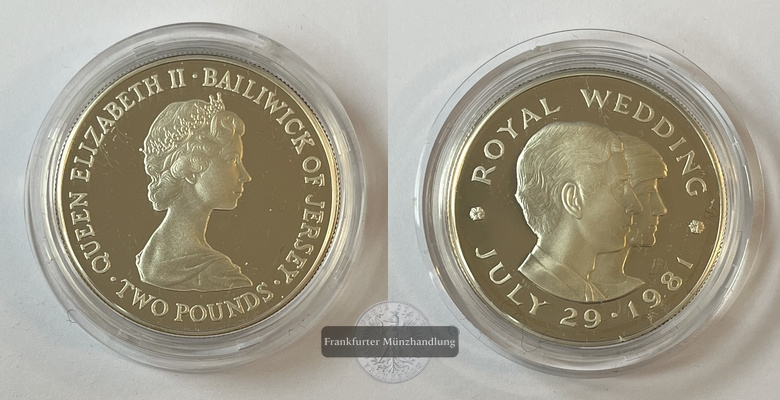 QUEEN ELIZABETH II · BAILIWICK OF JERSEY ·
TWO POUNDS ·
ROYAL WEDDING
JULY 29 · 1981
Frankfurter Münzhandlung